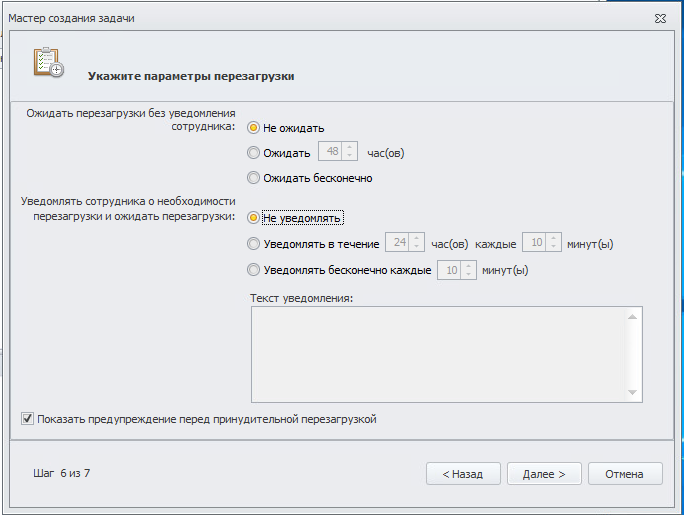 Мастер создания задачи
Укажите параметры перезагрузки
Ожидать перезагрузки без уведомления
сотрудника:
Не ожидать
Ожидать 48 час(ов)
Ожидать бесконечно
Уведомлять сотрудника о необходимости
перезагрузки и ожидать перезагрузки:
Не уведомлять
Уведомлять в течение 24 час(ов) каждые 10 минут(ы)
Уведомлять бесконечно каждые 10 минут(ы)
Текст уведомления:
Показать предупреждение перед принудительной перезагрузкой
Шаг 6 из 7
< Назад
Далее >
Отмена